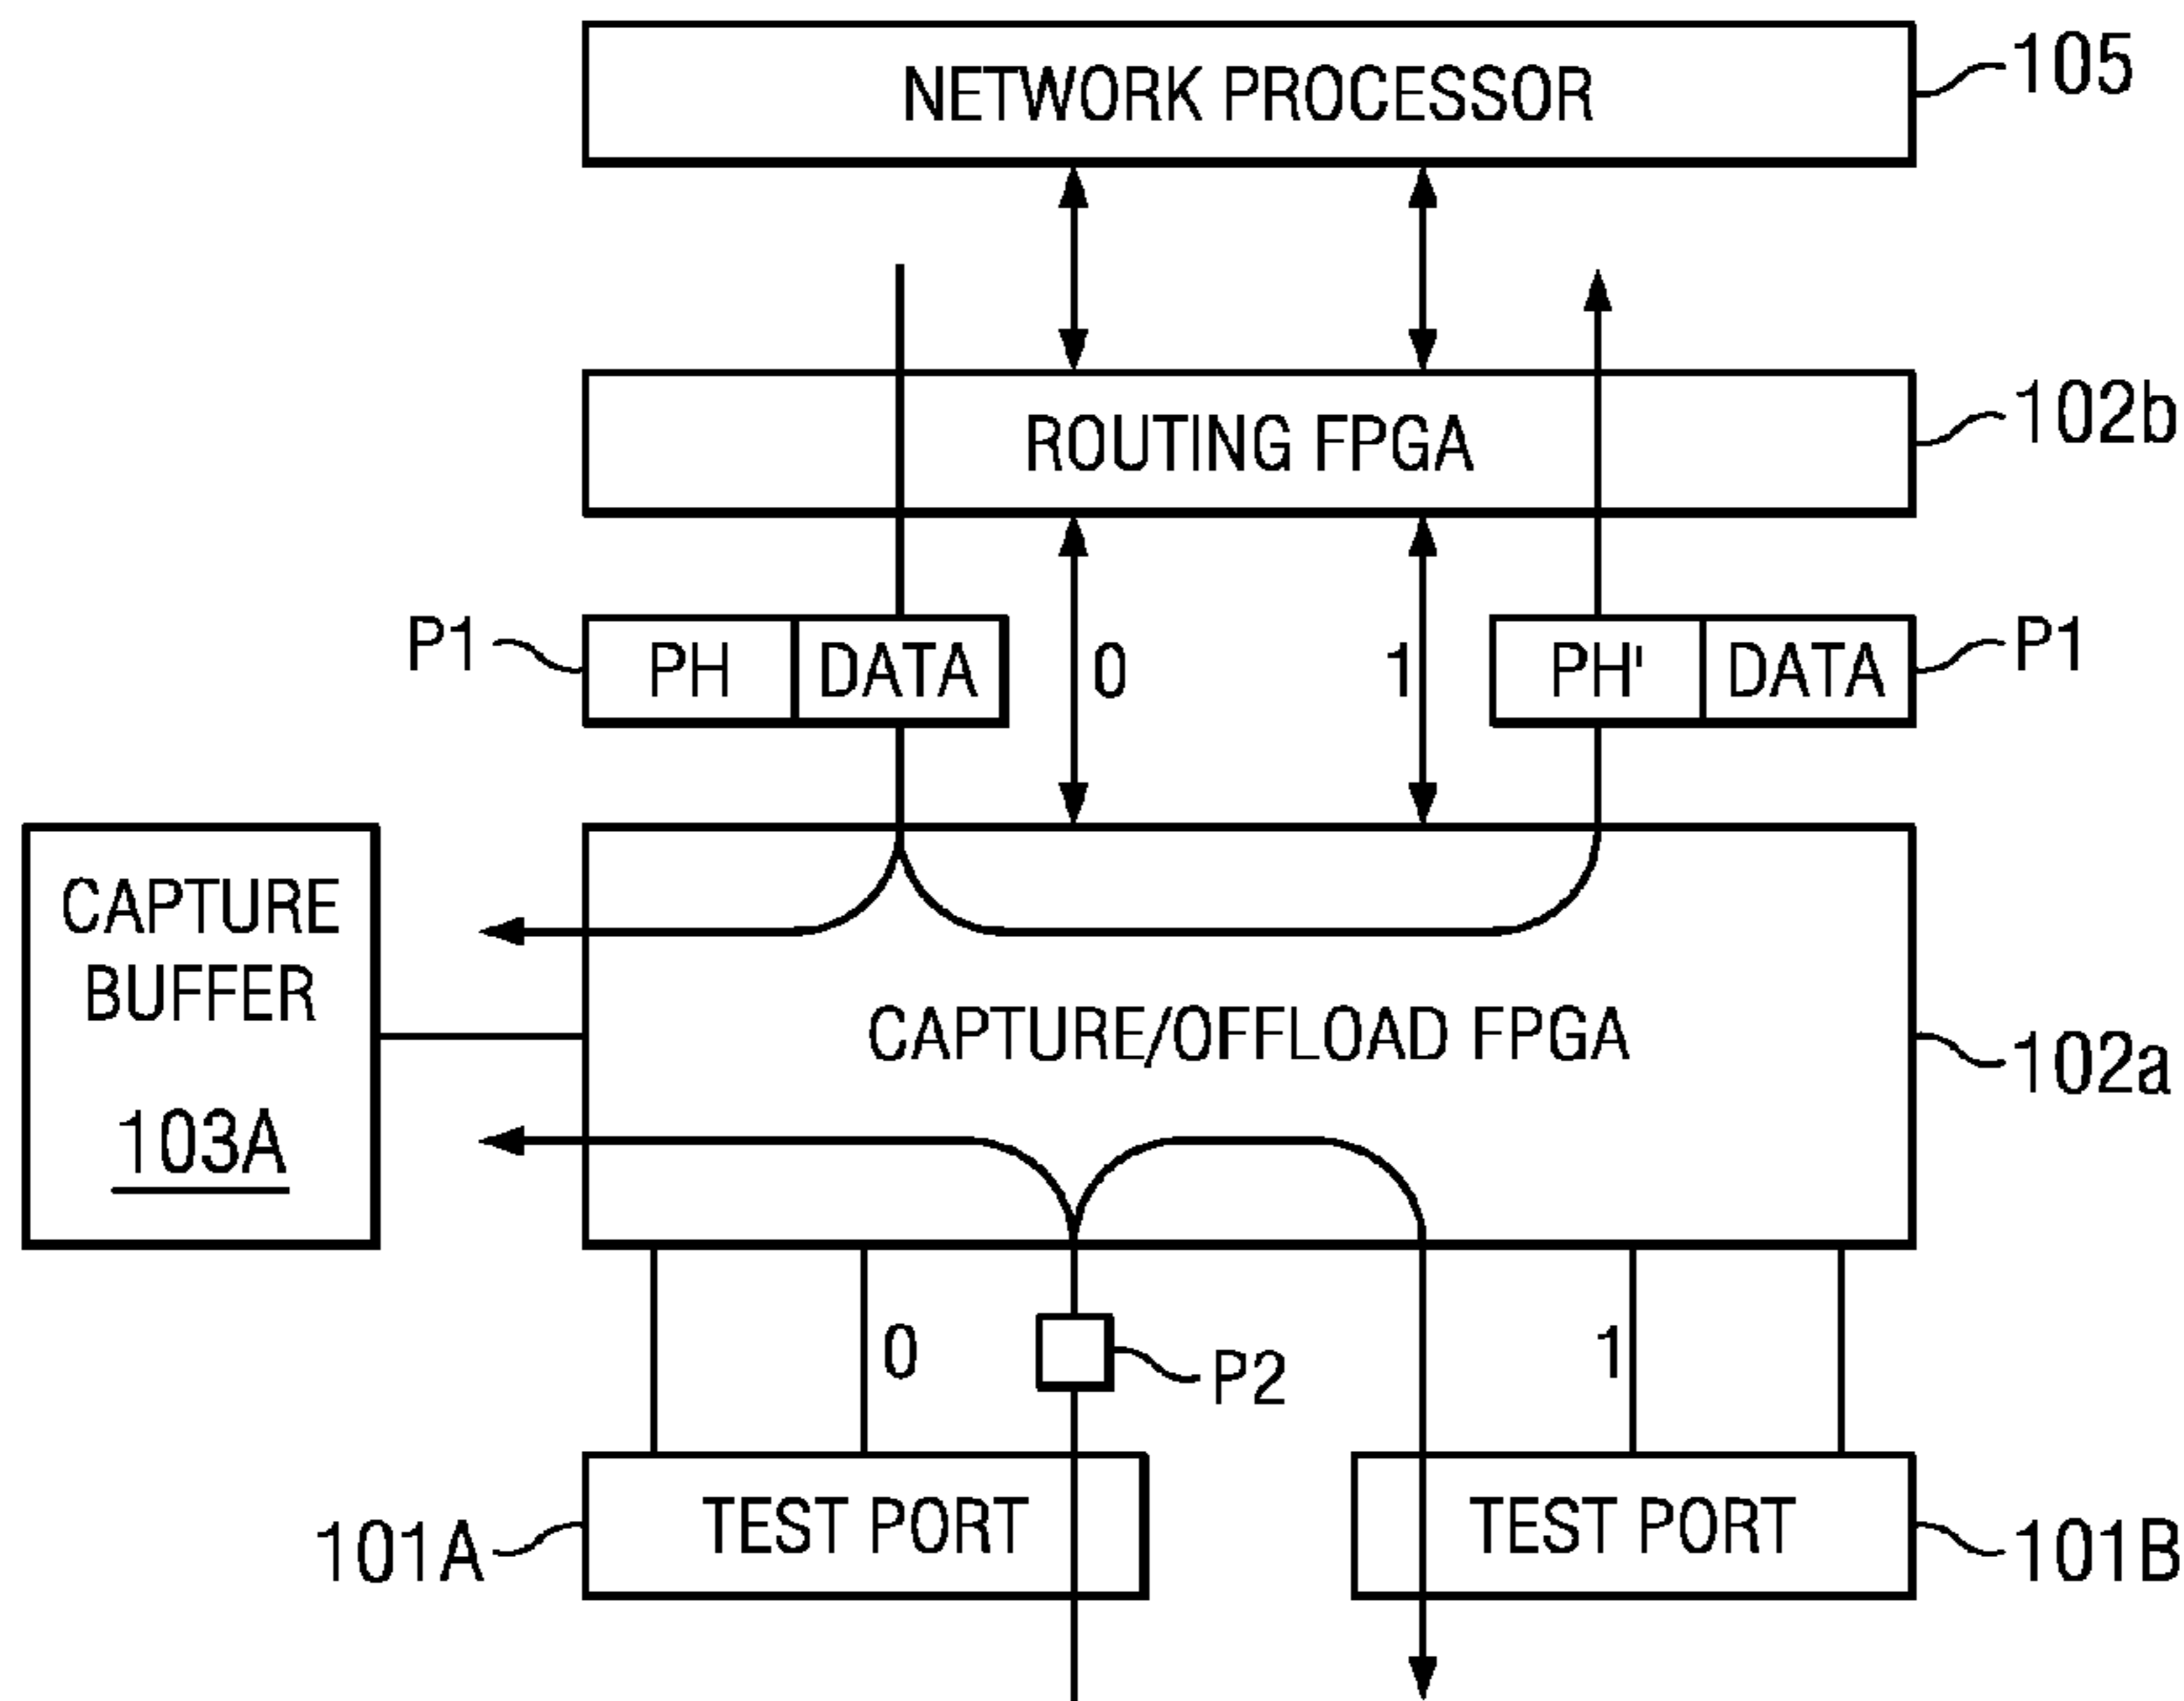 NETWORK PROCESSOR
105
ROUTING FPGA
102b
P1
PH
DATA
0
1
PH'
DATA
P1
CAPTURE
BUFFER
103A
CAPTURE/OFFLOAD FPGA
102a
0
P2
1
101A
TEST PORT
TEST PORT
101B